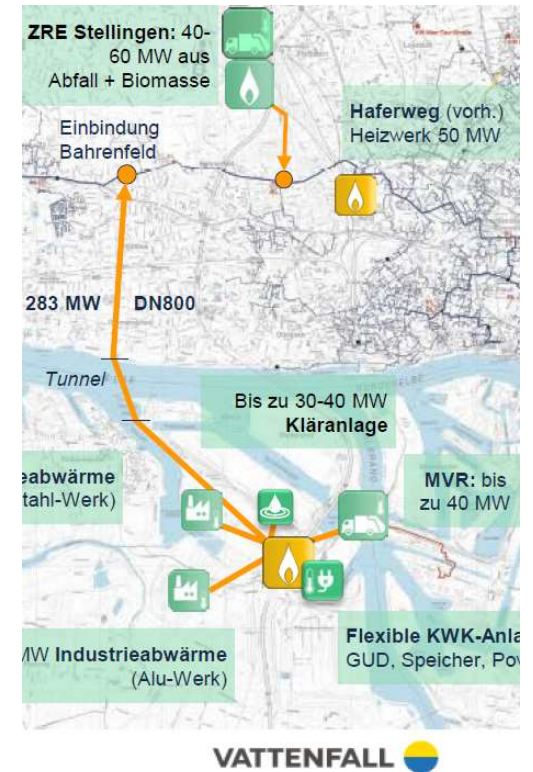 ZRE Stellingen: 40-
60 MW aus
Abfall + Biomasse
Haferweg (vorh.)
Heizwerk 50 MW
Einbindung
Bahrenfeld
283 MW
DN800
Tunnel
Bis zu 30-40 MW
Kläranlage
eabwärme
tahl-Werk)
MVR: bis
zu 40 MW
MW Industrieabwärme
(Alu-Werk)
Flexible KWK-Anla
GUD, Speicher, Pov
VATTENFALL